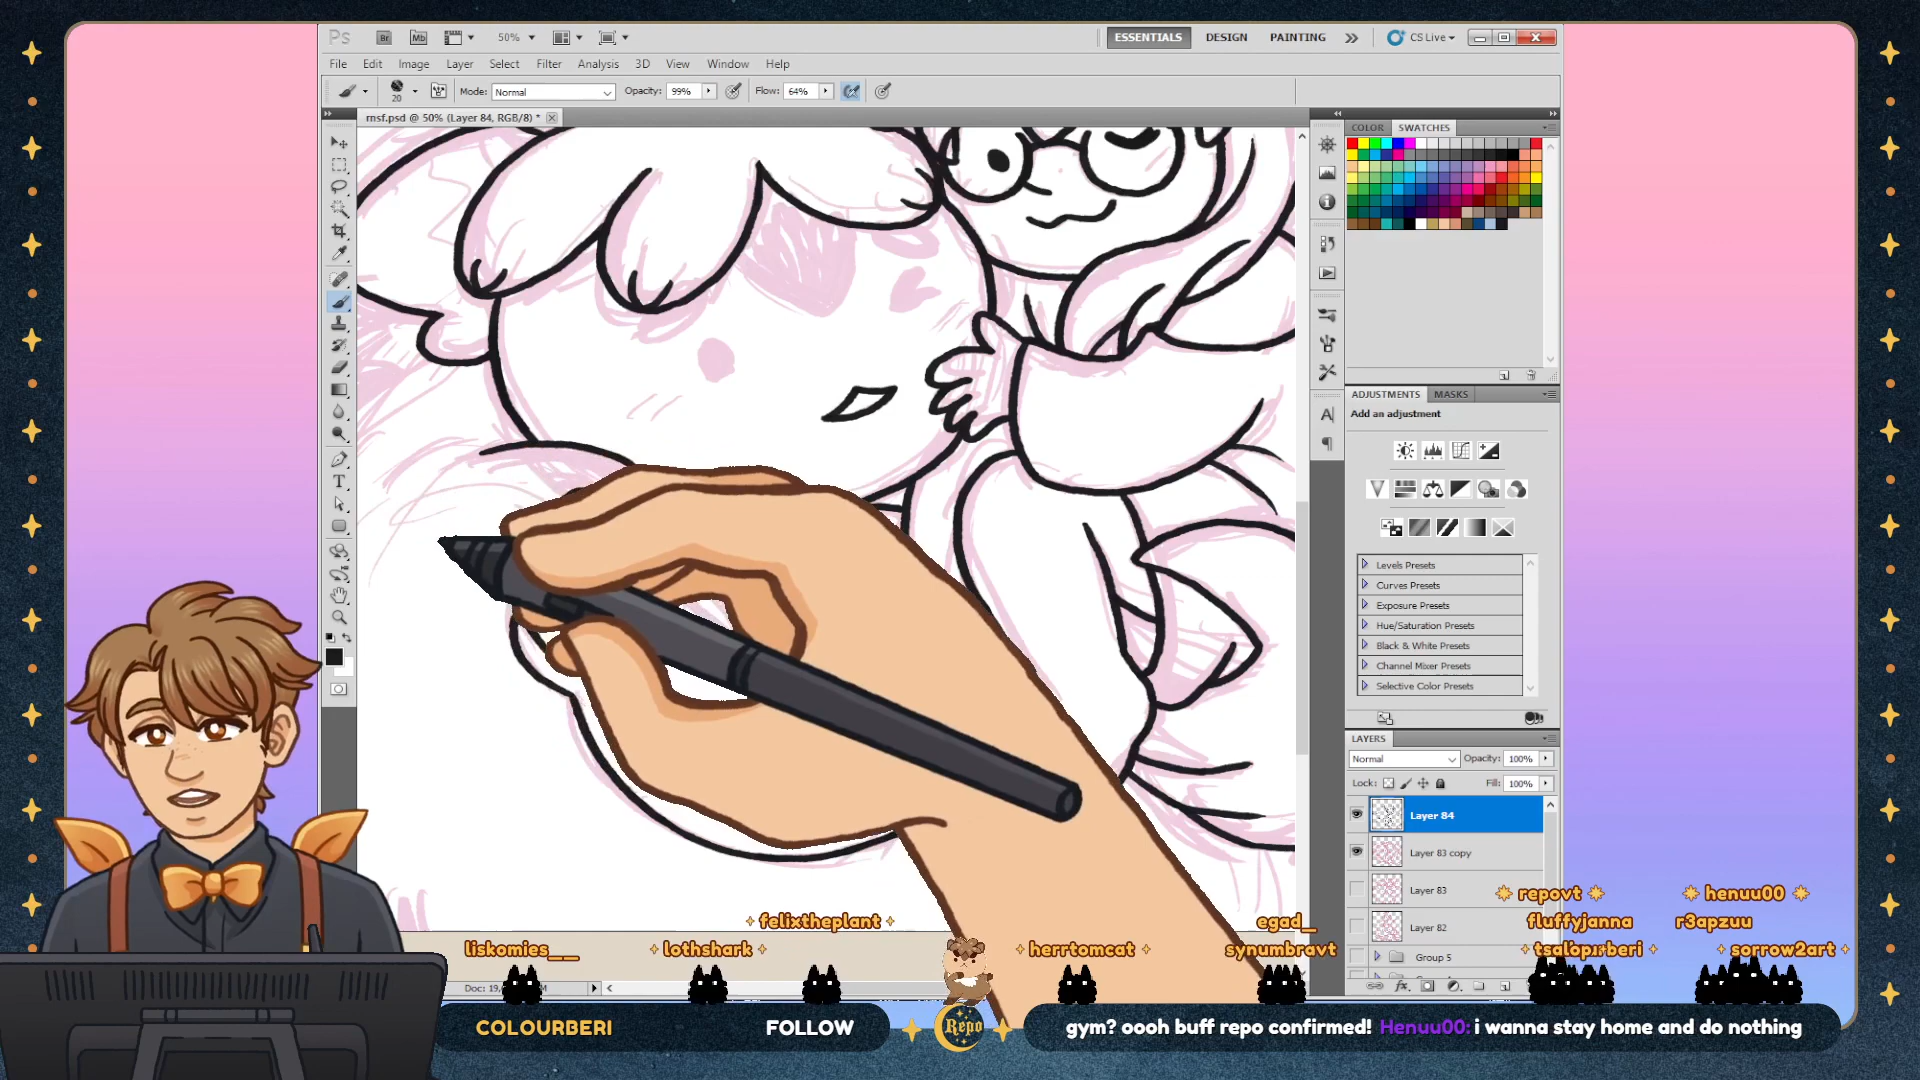 Ps
Br
Mb
50%
ESSENTIALS
DESIGN
PAINTING
CS Live
File
Edit
Image
Layer
Select
Filter
Analysis
3D
View
Window
Help
20
Mode:
Normal
Opacity:
99%
Flow:
64%
rnsf.psd @ 50% (Layer 84, RGB/8) *
COLOR
SWATCHES
ADJUSTMENTS
MASKS
Add an adjustment
Levels Presets
Curves Presets
Exposure Presets
Hue/Saturation Presets
Black & White Presets
Channel Mixer Presets
Selective Color Presets
LAYERS
Normal
Opacity:
100%
Lock:
Fill:
100%
Layer 84
Layer 83 copy
Layer 83
Layer 82
Group 5
repovt
henuu00
felixtheplant
egad_
fluffyjanna
r3apzuu
liskomies__
lothshark
herrtomcat
synumbravt
sorrow2art
COLOURBERI
FOLLOW
Repo
gym? oooh buff repo confirmed! Henuu00: i wanna stay home and do nothing